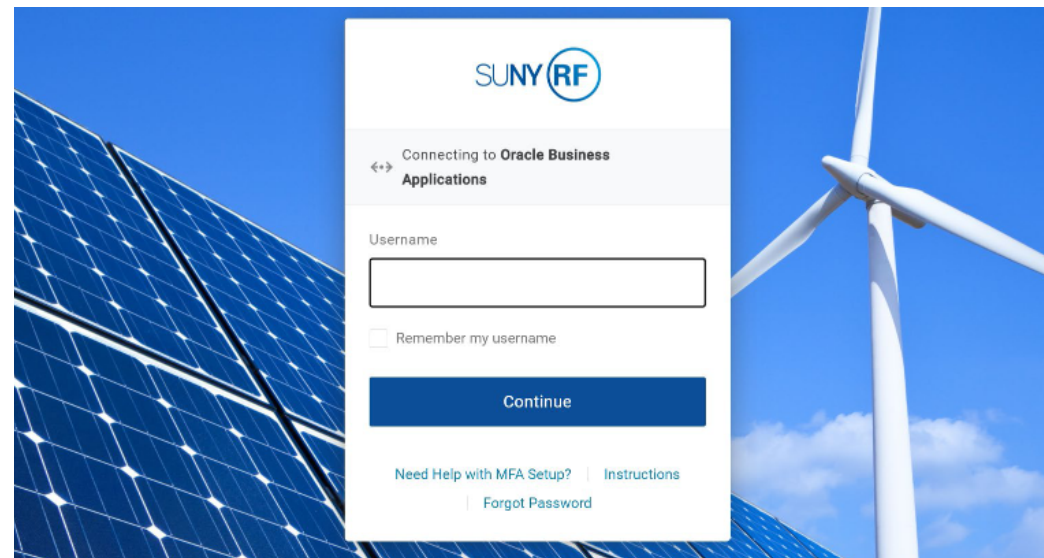 SUNY RF
Connecting to Oracle Business
Applications
Username
Remember my username
Continue
Need Help with MFA Setup? | Instructions
| Forgot Password